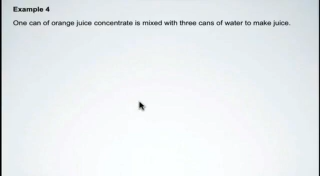 Example 4
One can of orange juice concentrate is mixed with three cans of water to make juice.